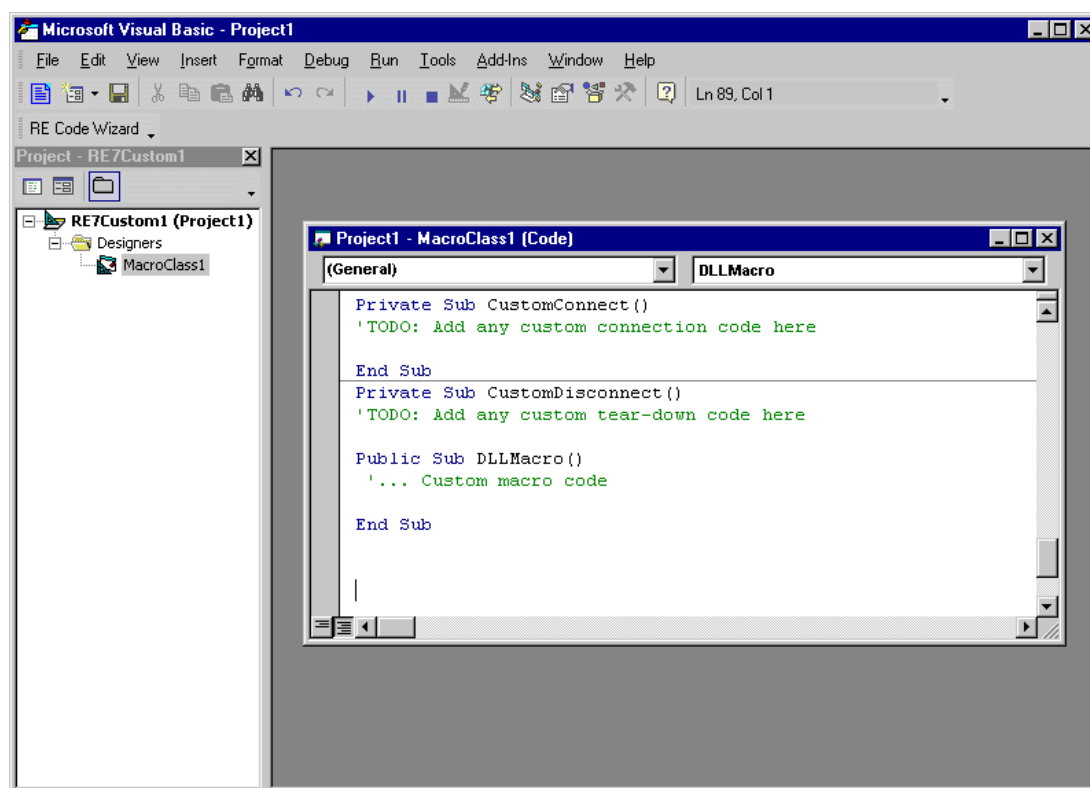 Microsoft Visual Basic - Project1
File Edit View Insert Format Debug Run Tools Add-Ins Window Help
Ln 89, Col 1
RE Code Wizard
Project - RE7Custom1
RE7Custom1 (Project1)
Designers
MacroClass1
Project1 - MacroClass1 (Code)
(General) DLLMacro
Private Sub CustomConnect()
'TODO: Add any custom connection code here
End Sub
Private Sub CustomDisconnect()
'TODO: Add any custom tear-down code here
Public Sub DLLMacro()
'... Custom macro code
End Sub